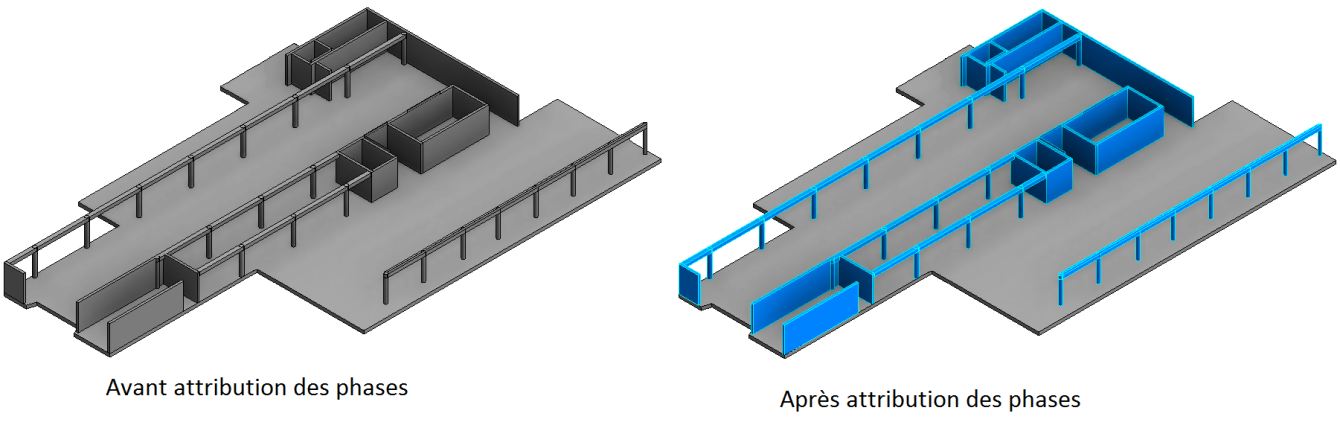 Avant attribution des phases
Après attribution des phases